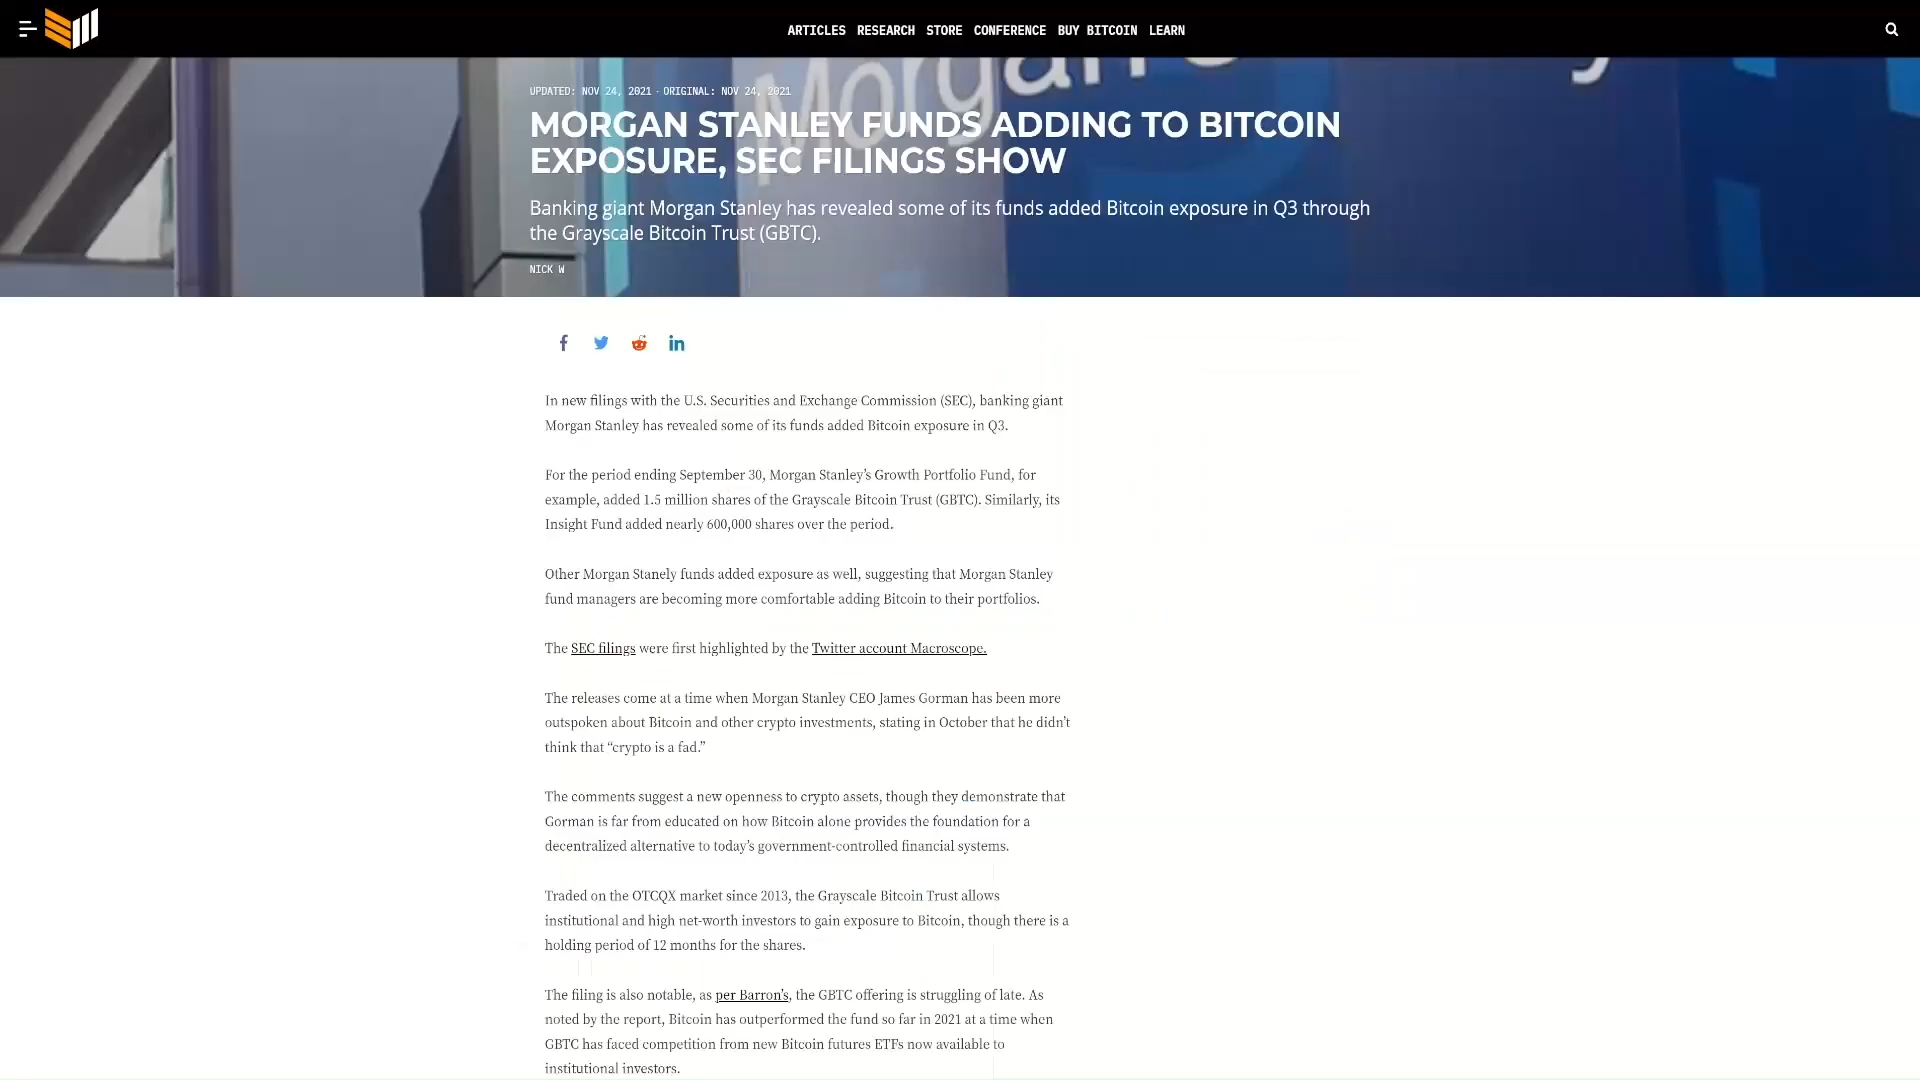 ARTICLES RESEARCH STORE CONFERENCE BUY BITCOIN LEARN
Morgan S y
UPDATED: NOV 24, 2021 · ORIGINAL: NOV 24, 2021
MORGAN STANLEY FUNDS ADDING TO BITCOIN
EXPOSURE, SEC FILINGS SHOW
Banking giant Morgan Stanley has revealed some of its funds added Bitcoin exposure in Q3 through
the Grayscale Bitcoin Trust (GBTC).
NICK W
In new filings with the U.S. Securities and Exchange Commission (SEC), banking giant
Morgan Stanley has revealed some of its funds added Bitcoin exposure in Q3.
For the period ending September 30, Morgan Stanley’s Growth Portfolio Fund, for
example, added 1.5 million shares of the Grayscale Bitcoin Trust (GBTC). Similarly, its
Insight Fund added nearly 600,000 shares over the period.
Other Morgan Stanely funds added exposure as well, suggesting that Morgan Stanley
fund managers are becoming more comfortable adding Bitcoin to their portfolios.
The SEC filings were first highlighted by the Twitter account Macroscope.
The releases come at a time when Morgan Stanley CEO James Gorman has been more
outspoken about Bitcoin and other crypto investments, stating in October that he didn’t
think that “crypto is a fad.”
The comments suggest a new openness to crypto assets, though they demonstrate that
Gorman is far from educated on how Bitcoin alone provides the foundation for a
decentralized alternative to today’s government-controlled financial systems.
Traded on the OTCQX market since 2013, the Grayscale Bitcoin Trust allows
institutional and high net-worth investors to gain exposure to Bitcoin, though there is a
holding period of 12 months for the shares.
The filing is also notable, as per Barron’s, the GBTC offering is struggling of late. As
noted by the report, Bitcoin has outperformed the fund so far in 2021 at a time when
GBTC has faced competition from new Bitcoin futures ETFs now available to
institutional investors.